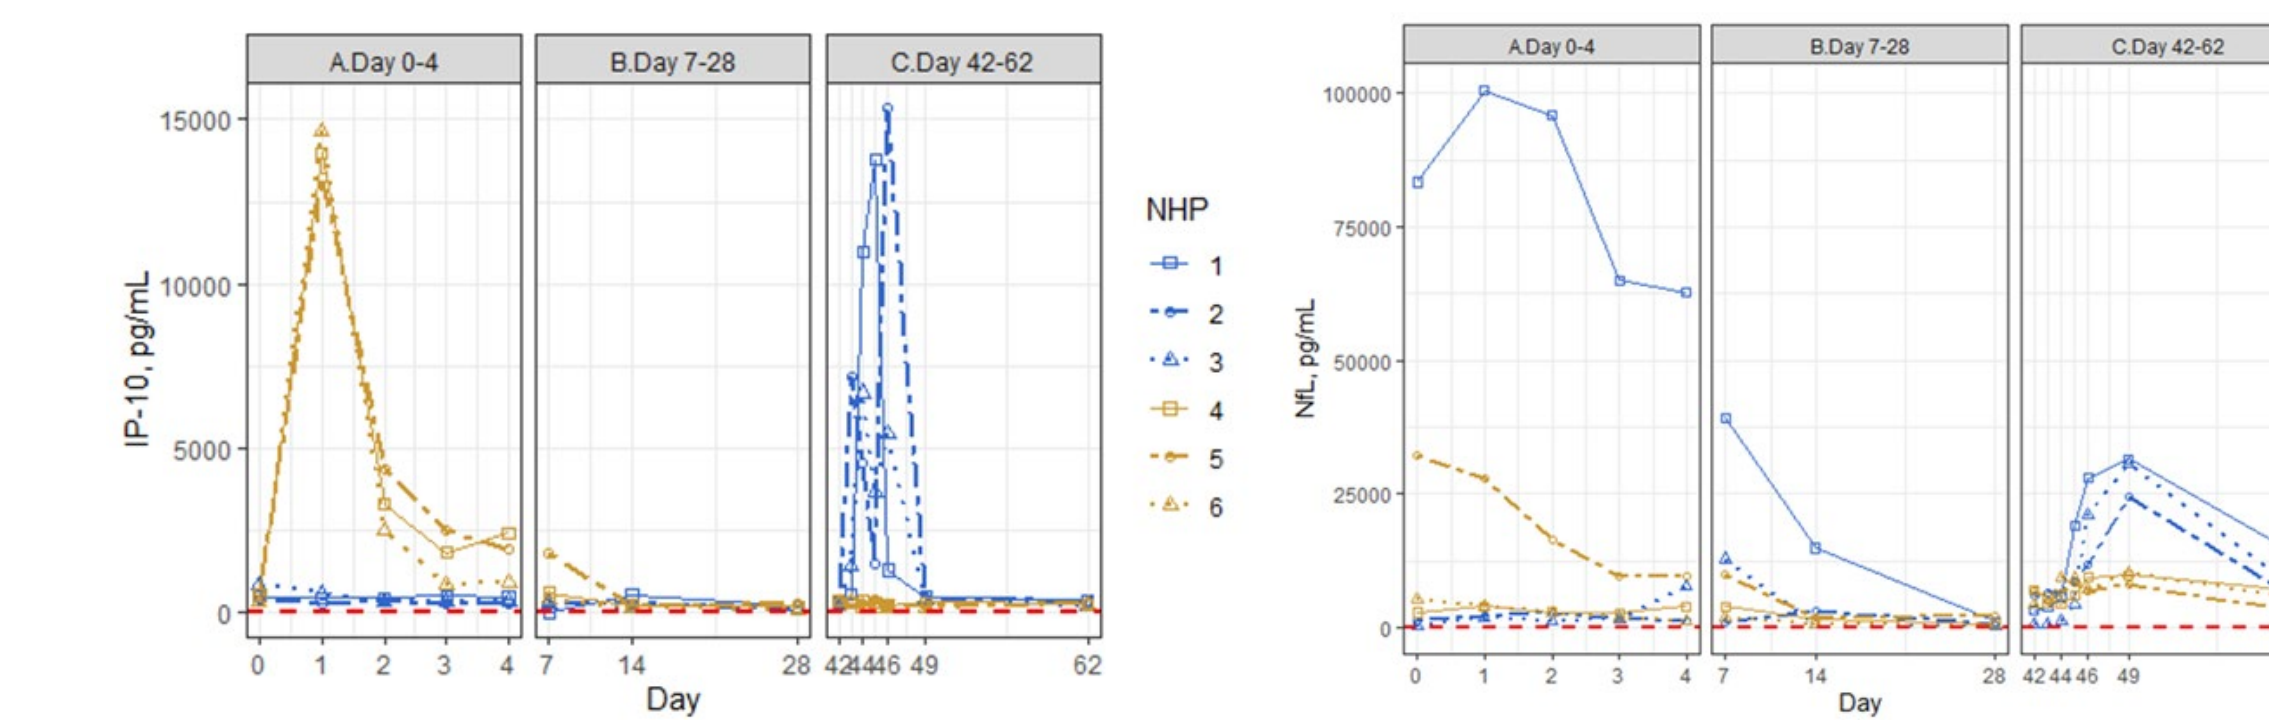 A.Day 0-4
B.Day 7-28
C.Day 42-62
IP-10, pg/mL
15000
10000
5000
0
0 1 2 3 4
7 14 28
42 44 46 49 62
Day
NHP
1
2
3
4
5
6
A.Day 0-4
B.Day 7-28
C.Day 42-62
NfL, pg/mL
100000
75000
50000
25000
0
0 1 2 3 4
7 14 28
42 44 46 49
Day